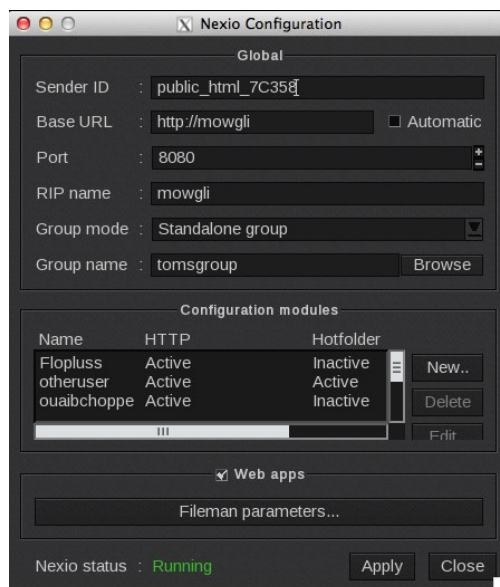 Nexio Configuration
Global
Sender ID : public_html_7C358
Base URL : http://mowgli Automatic
Port : 8080
RIP name : mowgli
Group mode : Standalone group
Group name : tomsgroup Browse
Configuration modules
Name HTTP Hotfolder
Flopluss Active Inactive
otheruser Active Active
ouaibchoppe Active Inactive
New..
Delete
Edit...
Web apps
Fileman parameters...
Nexio status : Running Apply Close